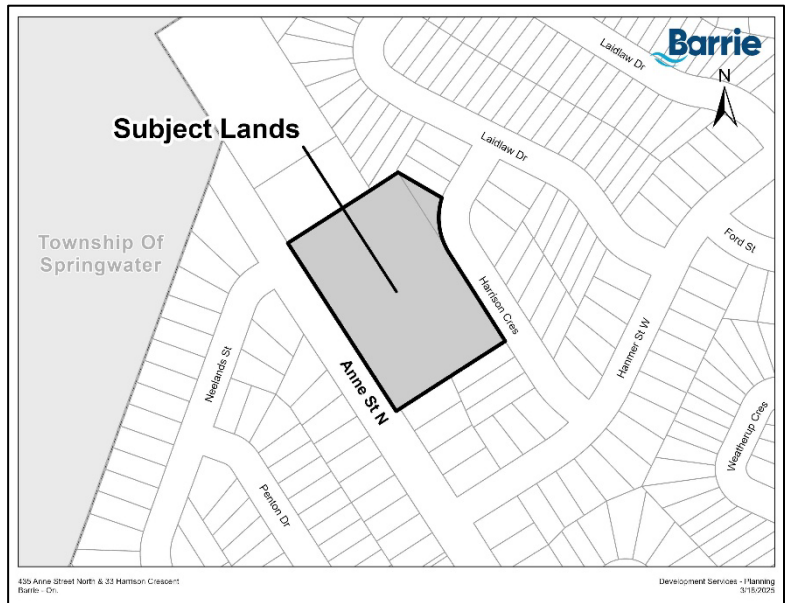 Barrie
N
Laidlaw Dr
Subject Lands
Laidlaw Dr
Township Of
Springwater
Ford St
Harrison Cres
Neelands St
Hanmer St W
Anne St N
Weatherup Cres
Penton Dr
435 Anne Street North & 33 Harrison Crescent
Barrie - On.
Development Services - Planning
3/18/2025